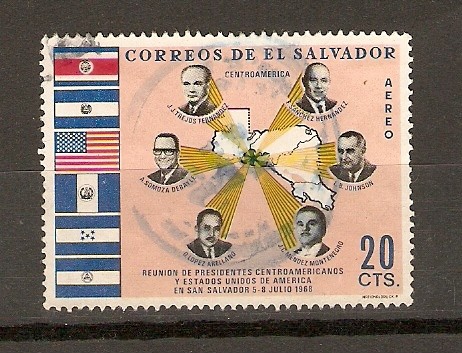 CORREOS DE EL SALVADOR
CENTROAMERICA
AEREO
J.J.TREJOS FERNANDEZ
SANCHEZ HERNANDEZ
A.SOMOZA DEBAYLE
B. JOHNSON
LOPEZ ARELLANO
MENDEZ MONTENEGRO
20
CTS.
REUNION DE PRESIDENTES CENTROAMERICANOS
Y ESTADOS UNIDOS DE AMERICA
EN SAN SALVADOR 5-8 JULIO 1968